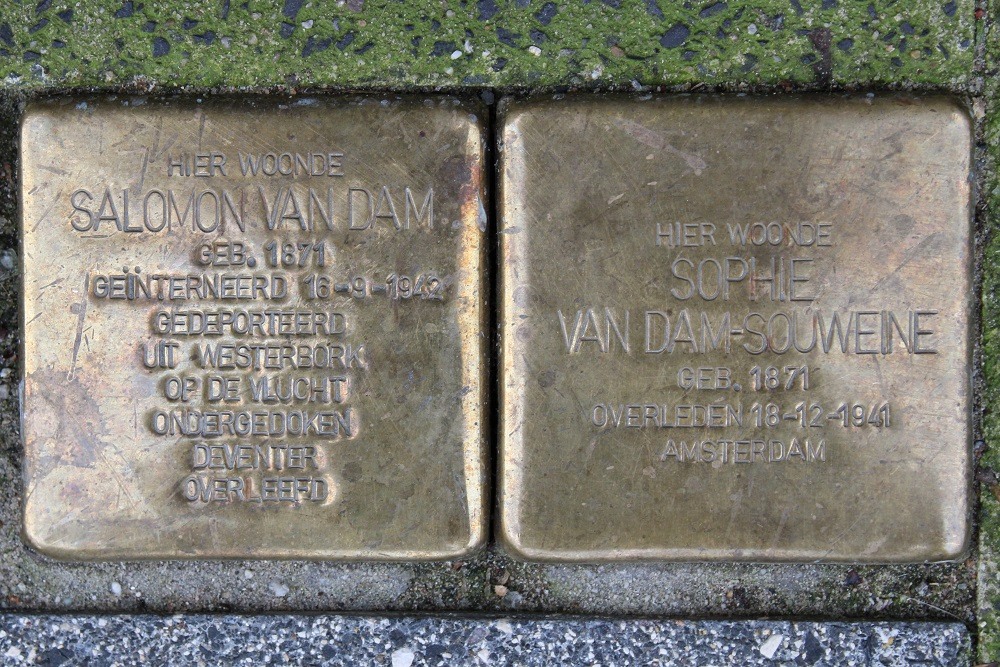 HIER WOONDE
SALOMON VAN DAM
GEB. 1871
GEÏNTERNEERD 16-9-1942
GEDEPORTEERD
UIT WESTERBORK
OP DE VLUCHT
ONDERGEDOKEN
DEVENTER
OVERLEEFD
HIER WOONDE
SOPHIE
VAN DAM-SOUWEINE
GEB. 1871
OVERLEDEN 18-12-1941
AMSTERDAM